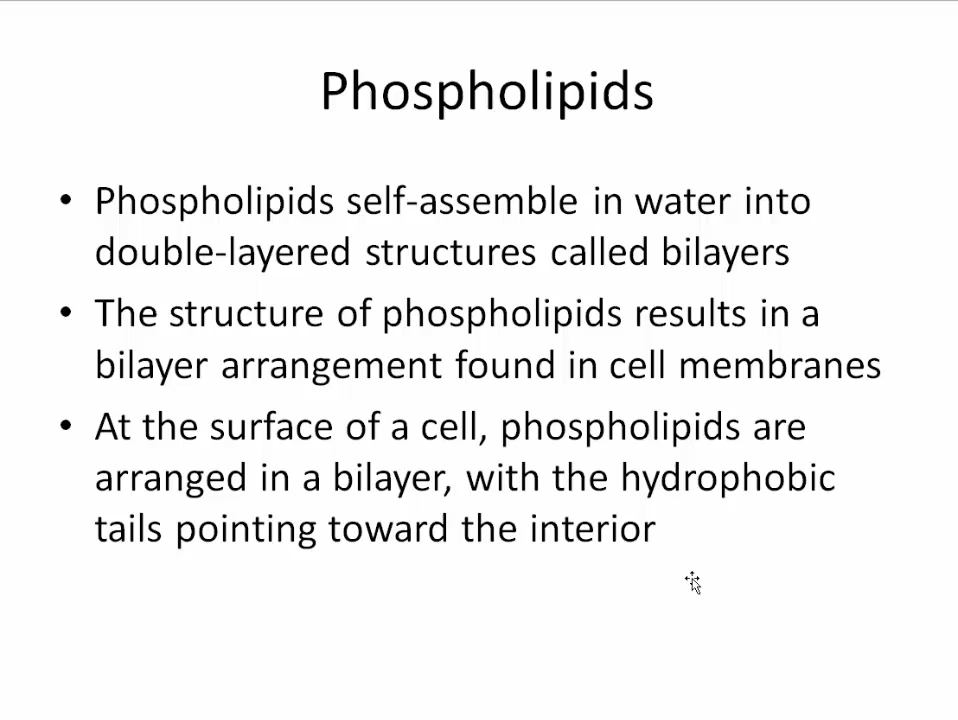 Phospholipids
• Phospholipids self-assemble in water into
double-layered structures called bilayers
• The structure of phospholipids results in a
bilayer arrangement found in cell membranes
• At the surface of a cell, phospholipids are
arranged in a bilayer, with the hydrophobic
tails pointing toward the interior